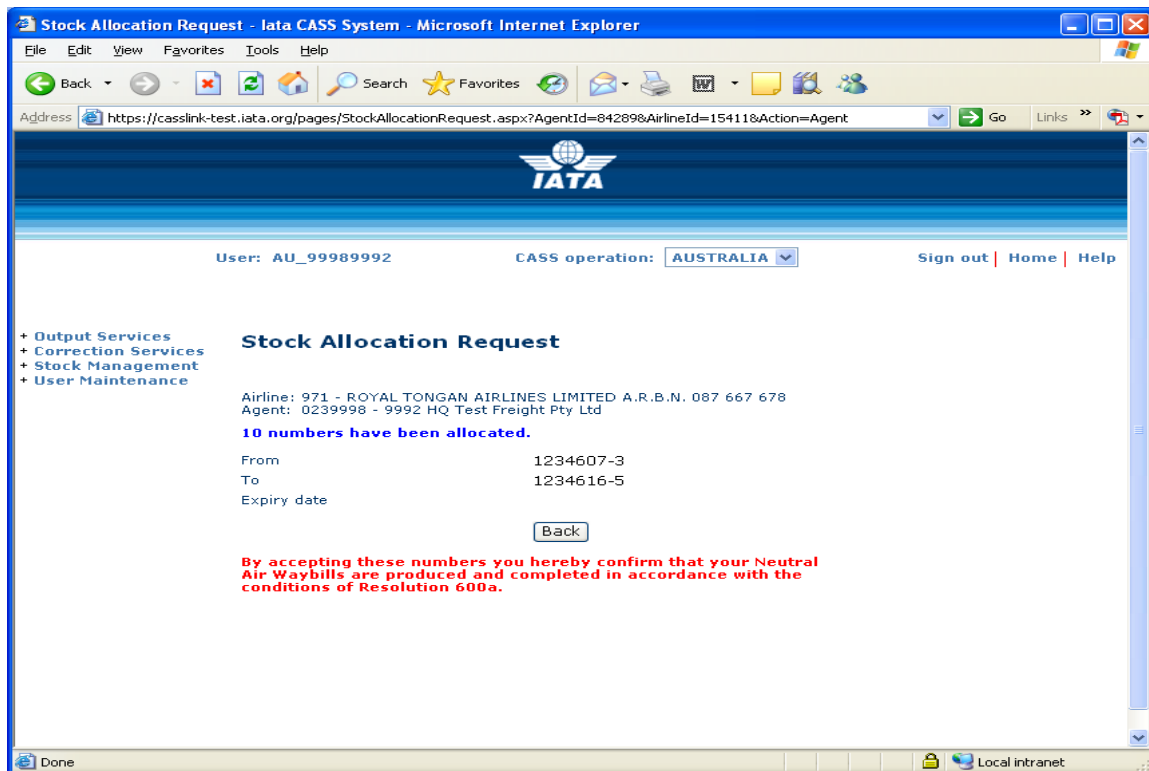 Stock Allocation Request - Iata CASS System - Microsoft Internet Explorer
File Edit View Favorites Tools Help
Back Search Favorites
Address https://casslink-test.iata.org/pages/StockAllocationRequest.aspx?AgentId=84289&AirlineId=15411&Action=Agent Go Links »
IATA
User: AU_99989992 CASS operation: AUSTRALIA Sign out | Home | Help
+ Output Services
+ Correction Services
+ Stock Management
+ User Maintenance
Stock Allocation Request
Airline: 971 - ROYAL TONGAN AIRLINES LIMITED A.R.B.N. 087 667 678
Agent: 0239998 - 9992 HQ Test Freight Pty Ltd
10 numbers have been allocated.
From 1234607-3
To 1234616-5
Expiry date
Back
By accepting these numbers you hereby confirm that your Neutral
Air Waybills are produced and completed in accordance with the
conditions of Resolution 600a.
Done Local intranet